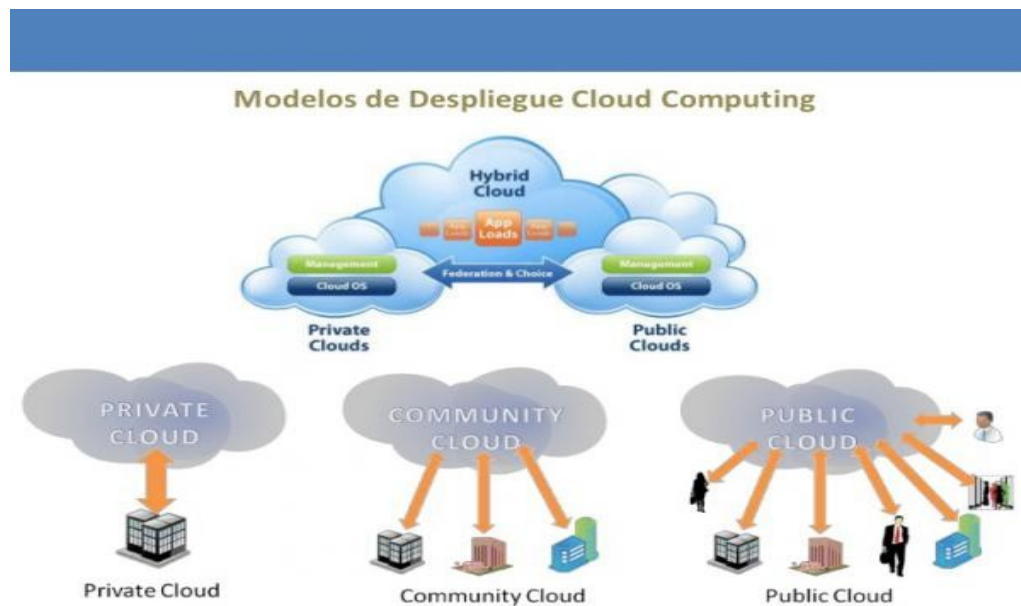 Modelos de Despliegue Cloud Computing
Hybrid
Cloud
App
Loads
Federation & Choice
Management
Cloud OS
Management
Cloud OS
Private
Clouds
Public
Clouds
PRIVATE
CLOUD
COMMUNITY
CLOUD
PUBLIC
CLOUD
Private Cloud
Community Cloud
Public Cloud